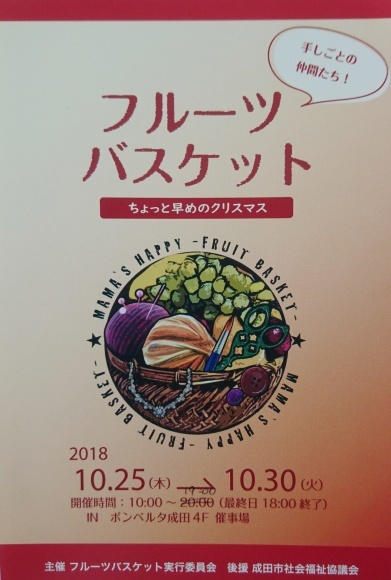 手しごとの
仲間たち！
フルーツ
バスケット
ちょっと早めのクリスマス
MAMA'S HAPPY -FRUIT BASKET-
MAMA'S HAPPY -FRUIT BASKET-
2018
10.25(木) → 10.30(火)
19:00
開催時間：10:00～20:00（最終日 18:00 終了）
IN ボンベルタ成田 4F 催事場
主催 フルーツバスケット実行委員会 後援 成田市社会福祉協議会